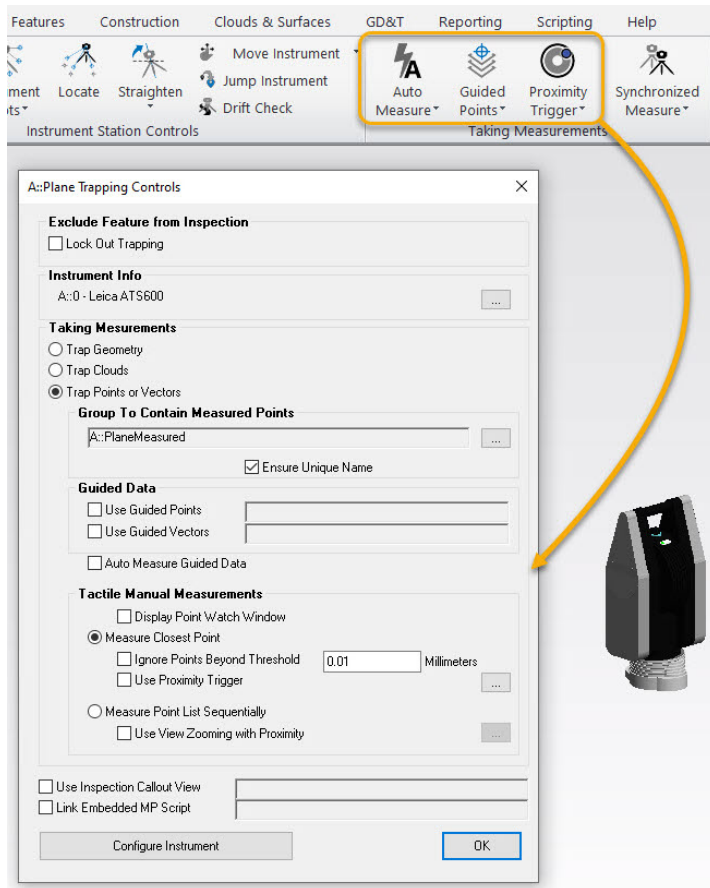 Features Construction Clouds & Surfaces GD&T Reporting Scripting Help
Move Instrument
Jump Instrument
Drift Check
Locate Straighten
Auto Measure
Guided Points
Proximity Trigger
Synchronized Measure
Instrument Station Controls
Taking Measurements
A::Plane Trapping Controls
Exclude Feature from Inspection
Lock Out Trapping
Instrument Info
A::0 - Leica ATS600
...
Taking Mesurements
Trap Geometry
Trap Clouds
Trap Points or Vectors
Group To Contain Measured Points
A::PlaneMeasured
...
Ensure Unique Name
Guided Data
Use Guided Points
Use Guided Vectors
Auto Measure Guided Data
Tactile Manual Measurements
Display Point Watch Window
Measure Closest Point
Ignore Points Beyond Threshold 0.01 Millimeters
Use Proximity Trigger
...
Measure Point List Sequentially
Use View Zooming with Proximity
...
Use Inspection Callout View
Link Embedded MP Script
Configure Instrument OK